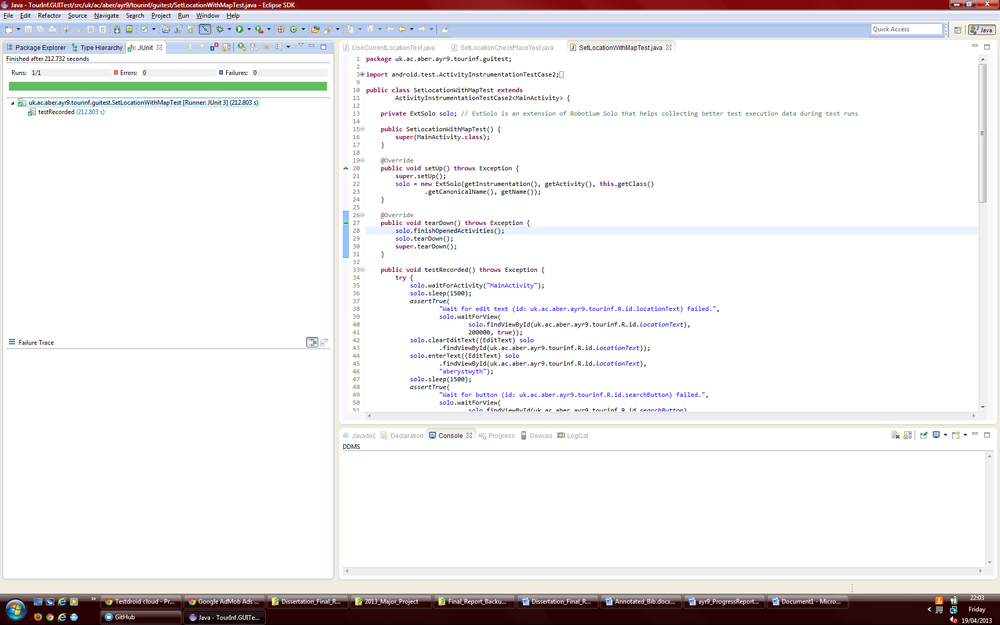 Java - TourInf.GUITest/src/uk/ac/aber/ayr9/tourinf/guitest/SetLocationWithMapTest.java - Eclipse SDK
File Edit Refactor Source Navigate Search Project Run Window Help
Quick Access
Java
Package Explorer Type Hierarchy JUnit
Finished after 212.732 seconds
Runs: 1/1 Errors: 0 Failures: 0
uk.ac.aber.ayr9.tourinf.guitest.SetLocationWithMapTest [Runner: JUnit 3] (212.803 s)
testRecorded (212.803 s)
Failure Trace
UseCurrentLocationTest.java SetLocationCheckPlaceTest.java SetLocationWithMapTest.java
1 package uk.ac.aber.ayr9.tourinf.guitest;
2
3 import android.test.ActivityInstrumentationTestCase2;
9
10 public class SetLocationWithMapTest extends
11 ActivityInstrumentationTestCase2<MainActivity> {
12
13 private ExtSolo solo; // ExtSolo is an extension of Robotium Solo that helps collecting better test execution data during test runs
14
15 public SetLocationWithMapTest() {
16 super(MainActivity.class);
17 }
18
19 @Override
20 public void setUp() throws Exception {
21 super.setUp();
22 solo = new ExtSolo(getInstrumentation(), getActivity(), this.getClass()
23 .getCanonicalName(), getName());
24 }
25
26 @Override
27 public void tearDown() throws Exception {
28 solo.finishOpenedActivities();
29 solo.tearDown();
30 super.tearDown();
31 }
32
33 public void testRecorded() throws Exception {
34 try {
35 solo.waitForActivity("MainActivity");
36 solo.sleep(1500);
37 assertTrue(
38 "Wait for edit text (id: uk.ac.aber.ayr9.tourinf.R.id.locationText) failed.",
39 solo.waitForView(
40 solo.findViewById(uk.ac.aber.ayr9.tourinf.R.id.locationText),
41 200000, true));
42 solo.clearEditText((EditText) solo
43 .findViewById(uk.ac.aber.ayr9.tourinf.R.id.locationText));
44 solo.enterText((EditText) solo
45 .findViewById(uk.ac.aber.ayr9.tourinf.R.id.locationText),
46 "aberystwyth");
47 solo.sleep(1500);
48 assertTrue(
49 "Wait for button (id: uk.ac.aber.ayr9.tourinf.R.id.searchButton) failed.",
50 solo.waitForView(
51 solo.findViewById(uk.ac.aber.ayr9.tourinf.R.id.searchButton)
@ Javadoc Declaration Console Progress Devices LogCat
DDMS
Testdroid cloud - Pr... Google AdMob Ads ... Dissertation_Final_R... 2013_Major_Project Final_Report_Backu... Dissertation_Final_R... Annotated_Bib.docx... ayr9_ProgressReport... Document1 - Micro...
GitHub Java - TourInf.GUITe...
22:03
Friday
19/04/2013